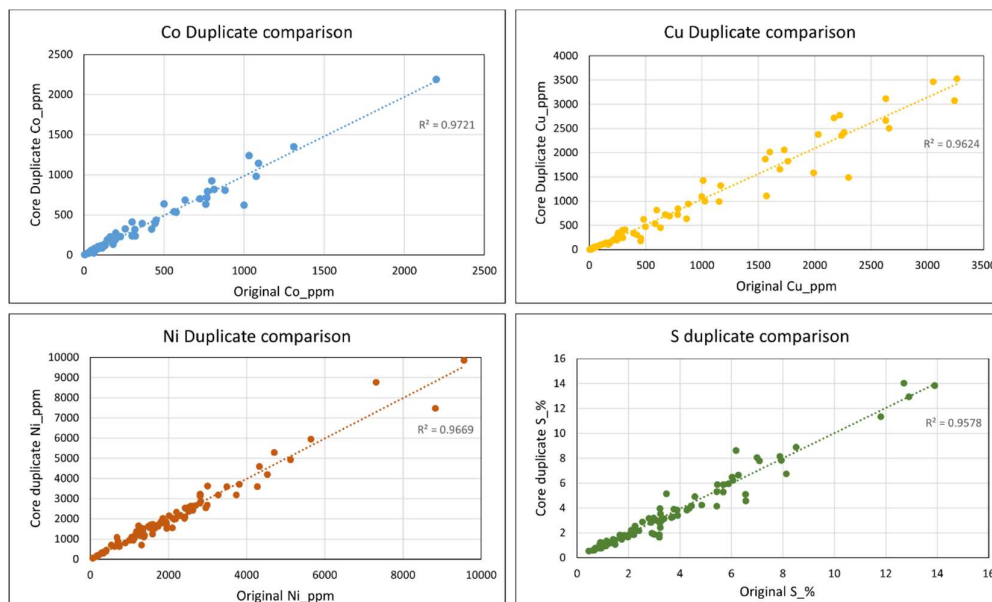 Co Duplicate comparison
2500
2000
1500
1000
500
0
0 500 1000 1500 2000 2500
Core Duplicate Co_ppm
Original Co_ppm
R² = 0.9721
Cu Duplicate comparison
4000
3500
3000
2500
2000
1500
1000
500
0
0 500 1000 1500 2000 2500 3000 3500
Core Duplicate Cu_ppm
Original Cu_ppm
R² = 0.9624
Ni Duplicate comparison
10000
9000
8000
7000
6000
5000
4000
3000
2000
1000
0
0 2000 4000 6000 8000 10000
Core duplicate Ni_ppm
Original Ni_ppm
R² = 0.9669
S duplicate comparison
16
14
12
10
8
6
4
2
0
0 2 4 6 8 10 12 14 16
Core duplicate S_%
Original S_%
R² = 0.9578